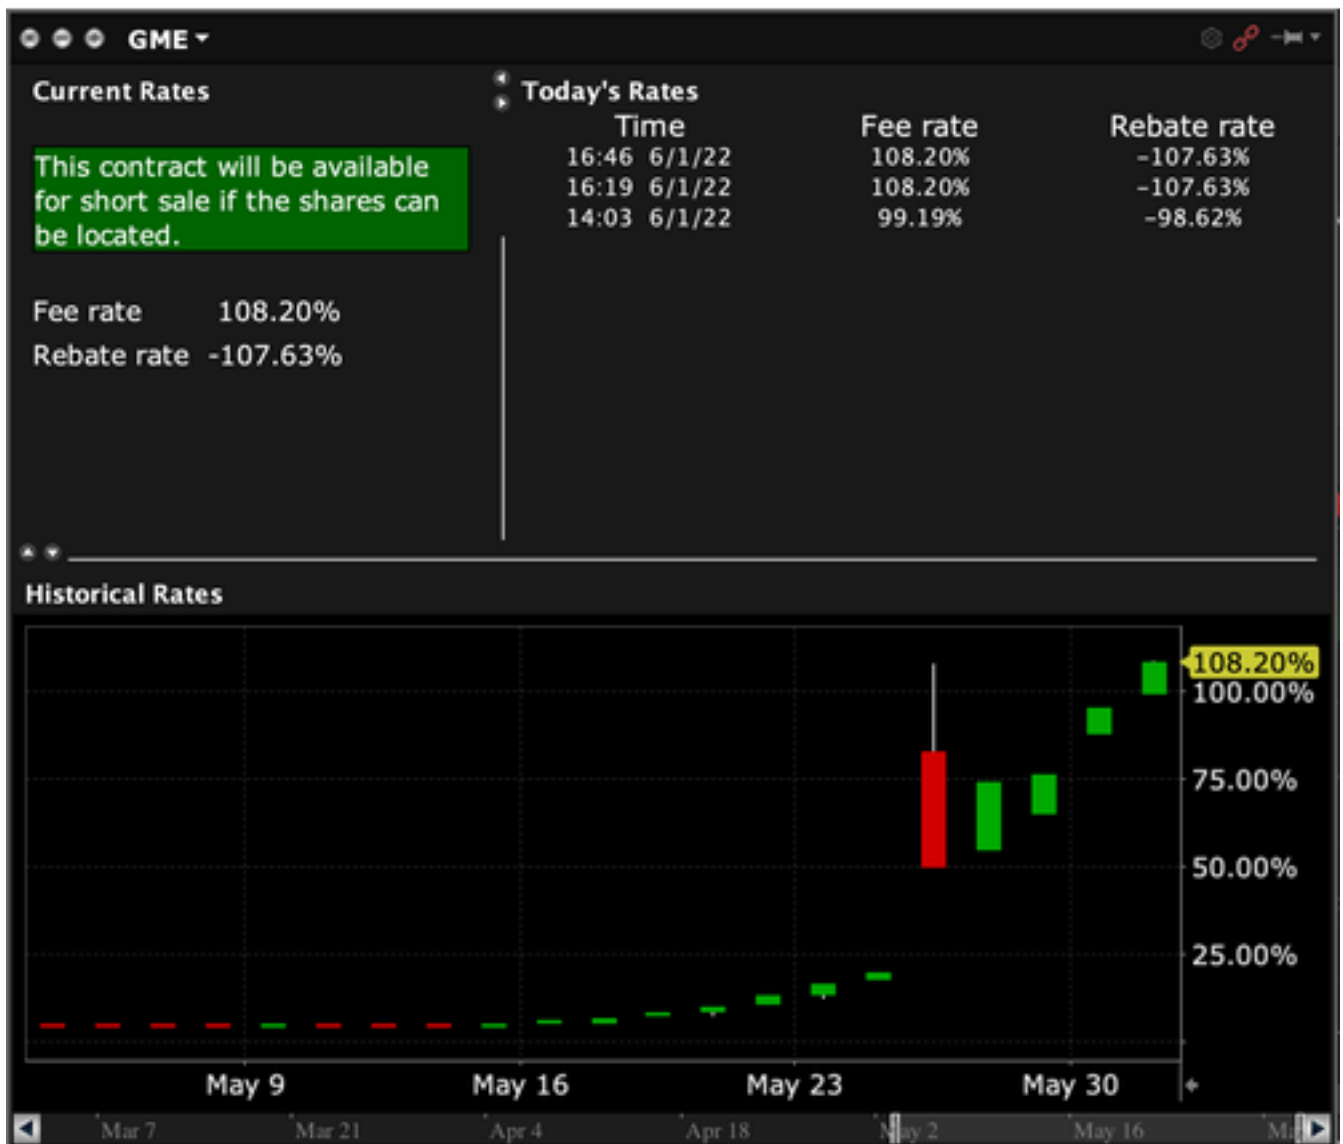 GME
Current Rates
This contract will be available
for short sale if the shares can
be located.
Fee rate 108.20%
Rebate rate -107.63%
Today's Rates
Time Fee rate Rebate rate
16:46 6/1/22 108.20% -107.63%
16:19 6/1/22 108.20% -107.63%
14:03 6/1/22 99.19% -98.62%
Historical Rates
108.20%
100.00%
75.00%
50.00%
25.00%
May 9 May 16 May 23 May 30
Mar 7 Mar 21 Apr 4 Apr 18 May 2 May 16